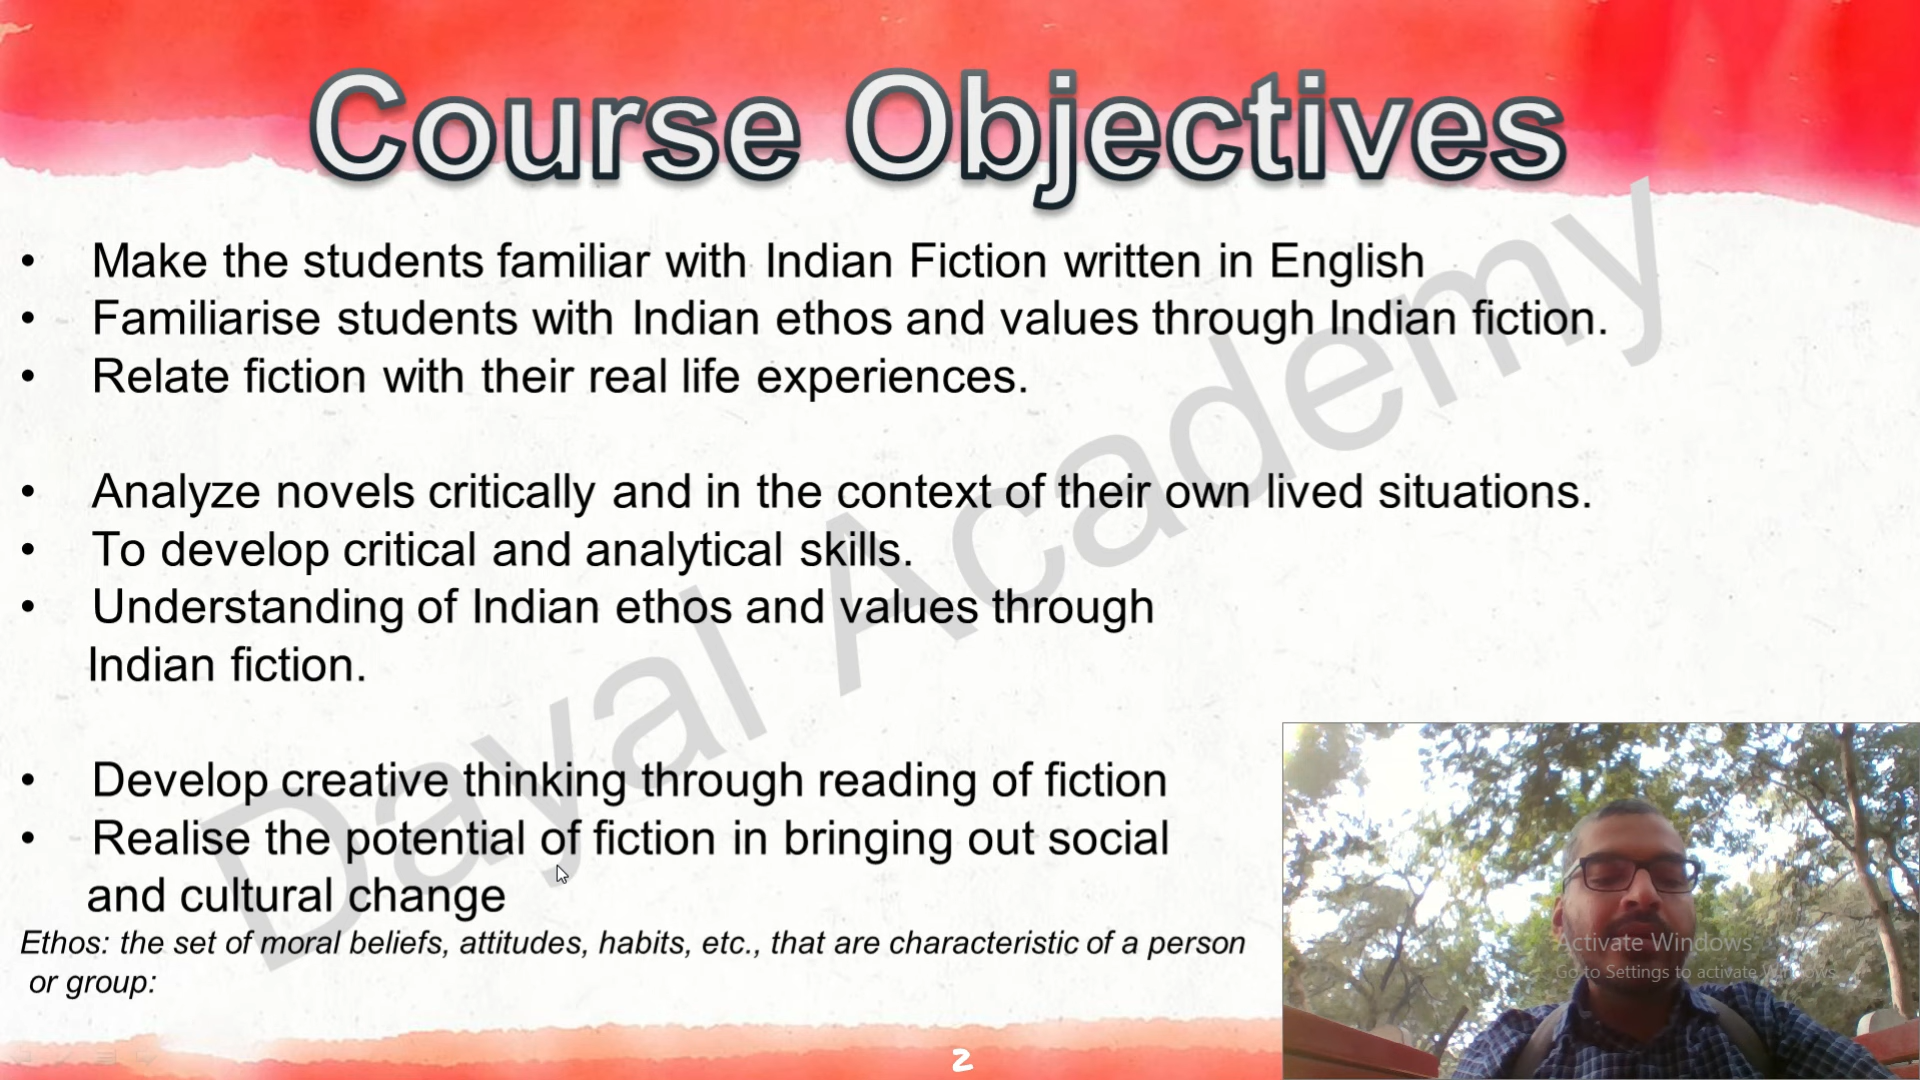 Course Objectives
• Make the students familiar with Indian Fiction written in English
• Familiarise students with Indian ethos and values through Indian fiction.
• Relate fiction with their real life experiences.
• Analyze novels critically and in the context of their own lived situations.
• To develop critical and analytical skills.
• Understanding of Indian ethos and values through
Indian fiction.
• Develop creative thinking through reading of fiction
• Realise the potential of fiction in bringing out social
and cultural change
Ethos: the set of moral beliefs, attitudes, habits, etc., that are characteristic of a person
or group:
Dayal Academy
Activate Windows
Go to Settings to activate Windows
2